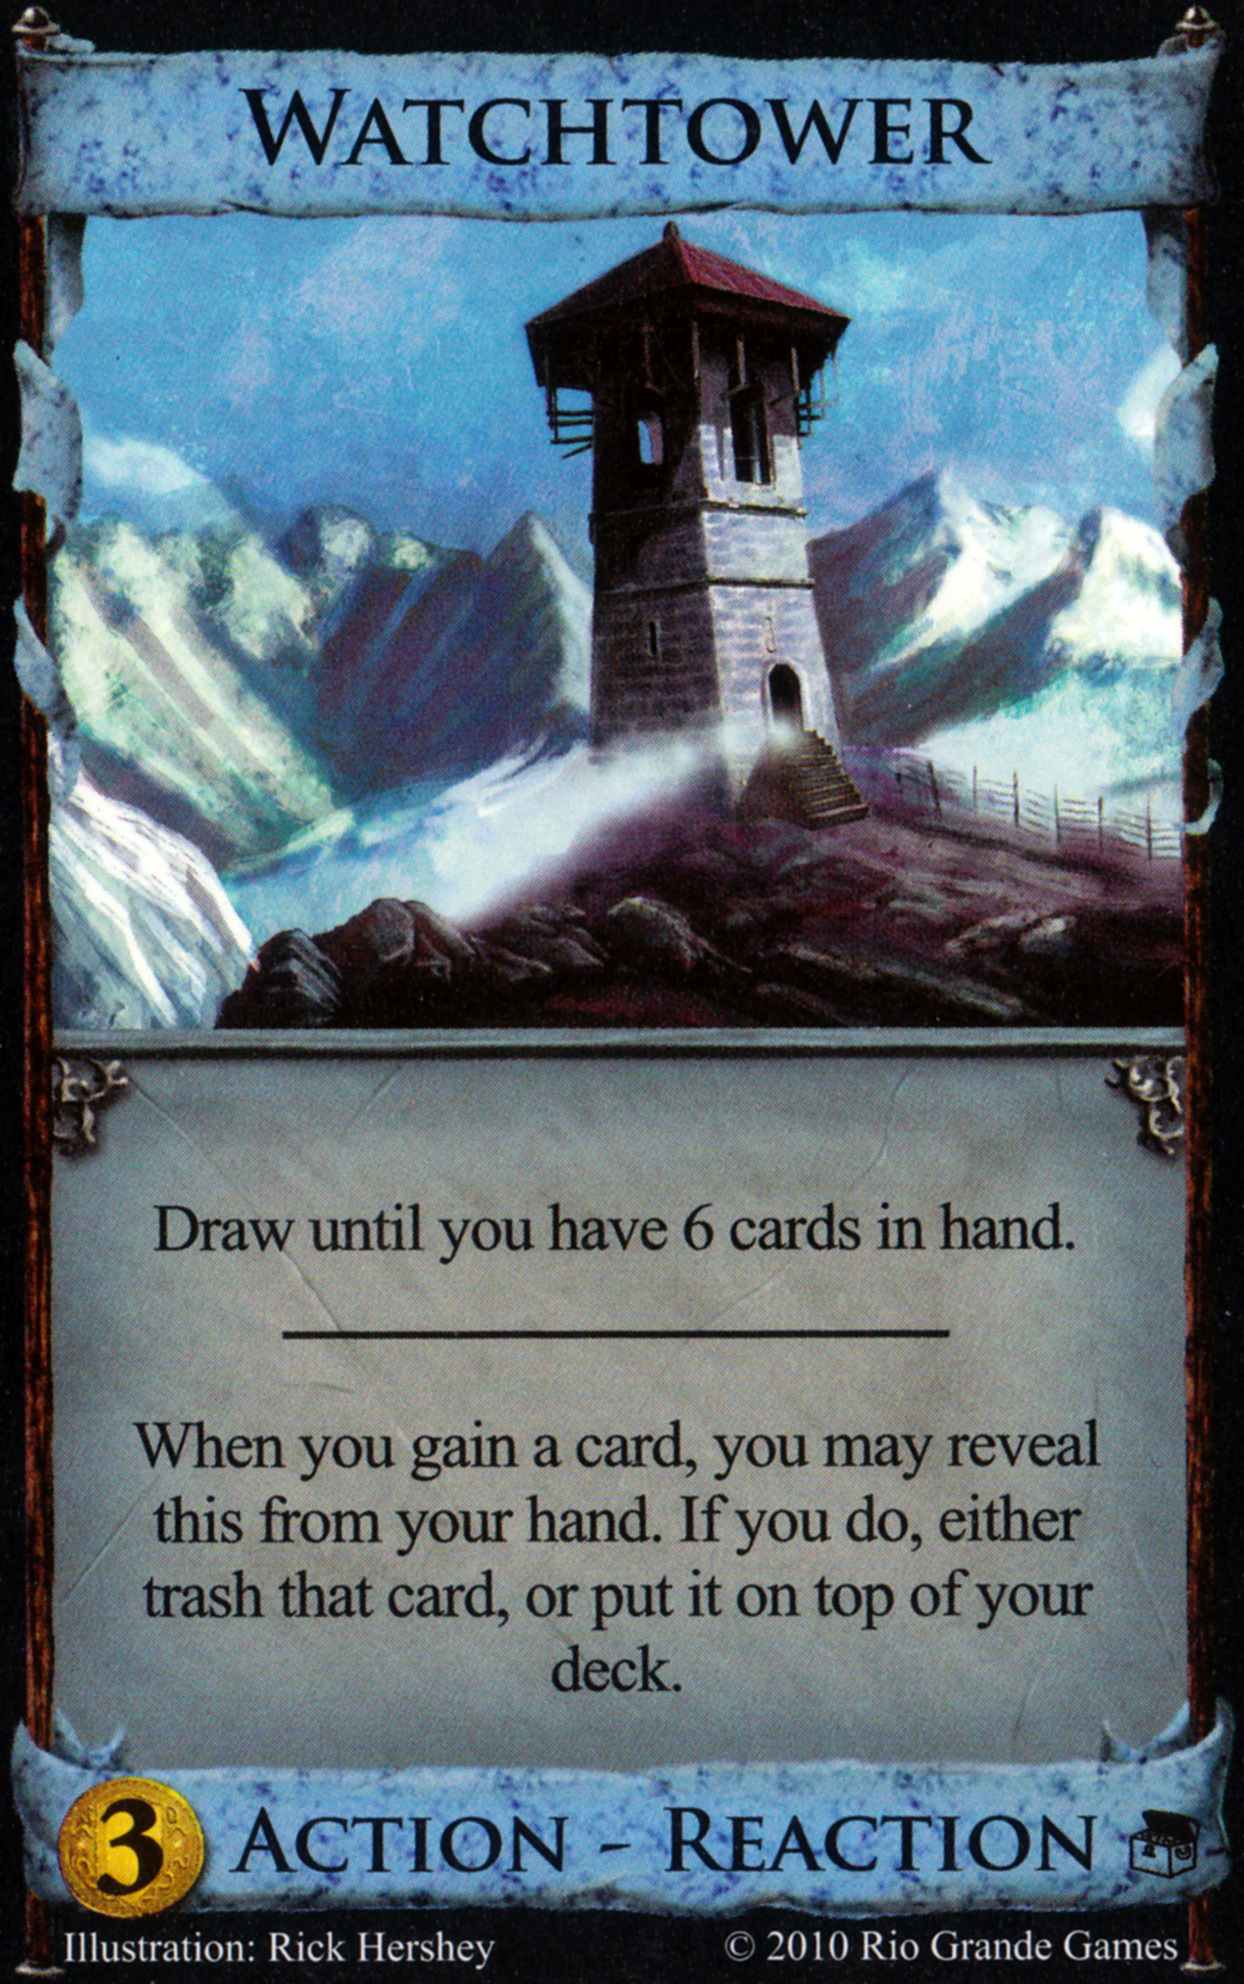 WATCHTOWER
Draw until you have 6 cards in hand.
When you gain a card, you may reveal
this from your hand. If you do, either
trash that card, or put it on top of your
deck.
3 ACTION - REACTION
Illustration: Rick Hershey © 2010 Rio Grande Games